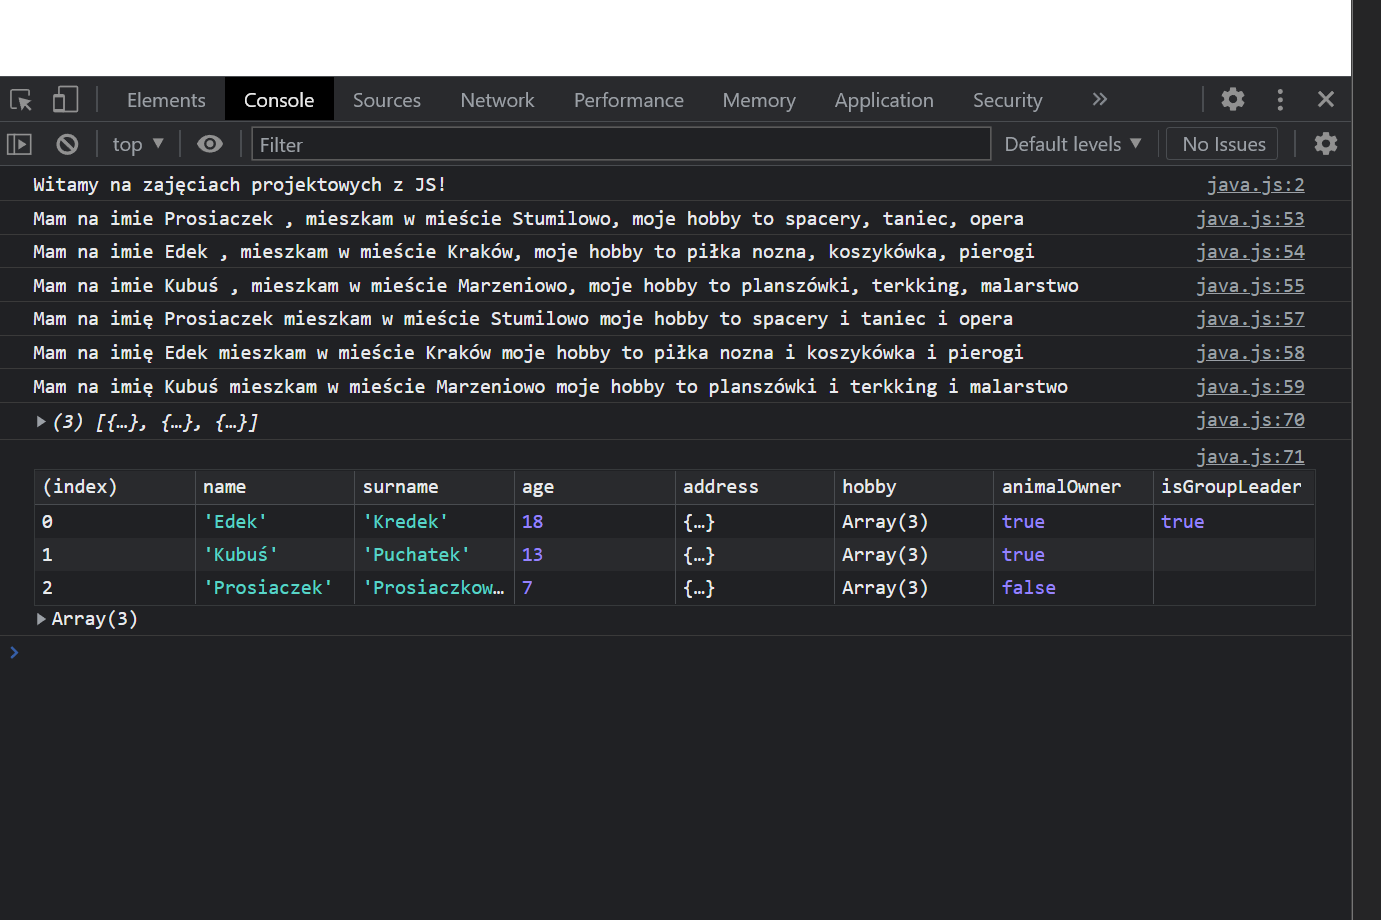 Elements Console Sources Network Performance Memory Application Security
top Filter Default levels No Issues
Witamy na zajęciach projektowych z JS! java.js:2
Mam na imie Prosiaczek , mieszkam w mieście Stumilowo, moje hobby to spacery, taniec, opera java.js:53
Mam na imie Edek , mieszkam w mieście Kraków, moje hobby to piłka nozna, koszykówka, pierogi java.js:54
Mam na imie Kubuś , mieszkam w mieście Marzeniowo, moje hobby to planszówki, terkking, malarstwo java.js:55
Mam na imię Prosiaczek mieszkam w mieście Stumilowo moje hobby to spacery i taniec i opera java.js:57
Mam na imię Edek mieszkam w mieście Kraków moje hobby to piłka nozna i koszykówka i pierogi java.js:58
Mam na imię Kubuś mieszkam w mieście Marzeniowo moje hobby to planszówki i terkking i malarstwo java.js:59
(3) [{…}, {…}, {…}] java.js:70
java.js:71
(index) name surname age address hobby animalOwner isGroupLeader
0 'Edek' 'Kredek' 18 {…} Array(3) true true
1 'Kubuś' 'Puchatek' 13 {…} Array(3) true
2 'Prosiaczek' 'Prosiaczkow… 7 {…} Array(3) false
Array(3)